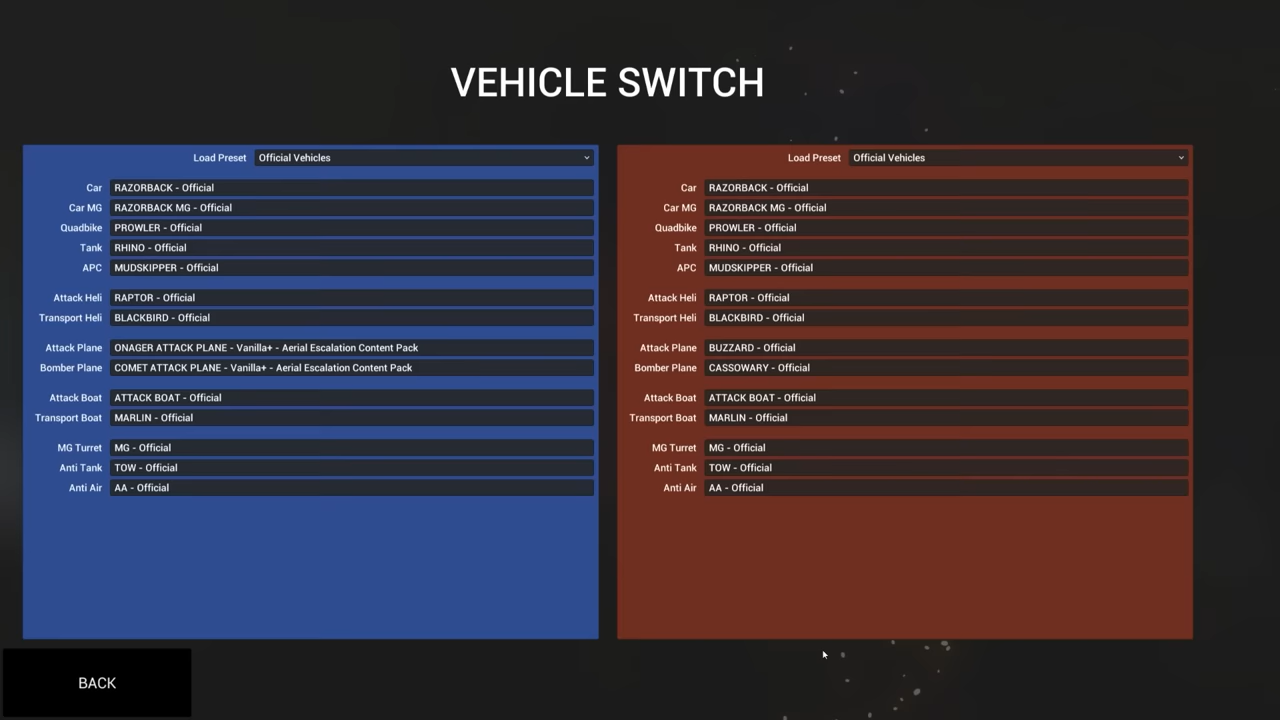 VEHICLE SWITCH
Load Preset Official Vehicles
Car RAZORBACK - Official
Car MG RAZORBACK MG - Official
Quadbike PROWLER - Official
Tank RHINO - Official
APC MUDSKIPPER - Official
Attack Heli RAPTOR - Official
Transport Heli BLACKBIRD - Official
Attack Plane ONAGER ATTACK PLANE - Vanilla+ - Aerial Escalation Content Pack
Bomber Plane COMET ATTACK PLANE - Vanilla+ - Aerial Escalation Content Pack
Attack Boat ATTACK BOAT - Official
Transport Boat MARLIN - Official
MG Turret MG - Official
Anti Tank TOW - Official
Anti Air AA - Official
Load Preset Official Vehicles
Car RAZORBACK - Official
Car MG RAZORBACK MG - Official
Quadbike PROWLER - Official
Tank RHINO - Official
APC MUDSKIPPER - Official
Attack Heli RAPTOR - Official
Transport Heli BLACKBIRD - Official
Attack Plane BUZZARD - Official
Bomber Plane CASSOWARY - Official
Attack Boat ATTACK BOAT - Official
Transport Boat MARLIN - Official
MG Turret MG - Official
Anti Tank TOW - Official
Anti Air AA - Official
BACK